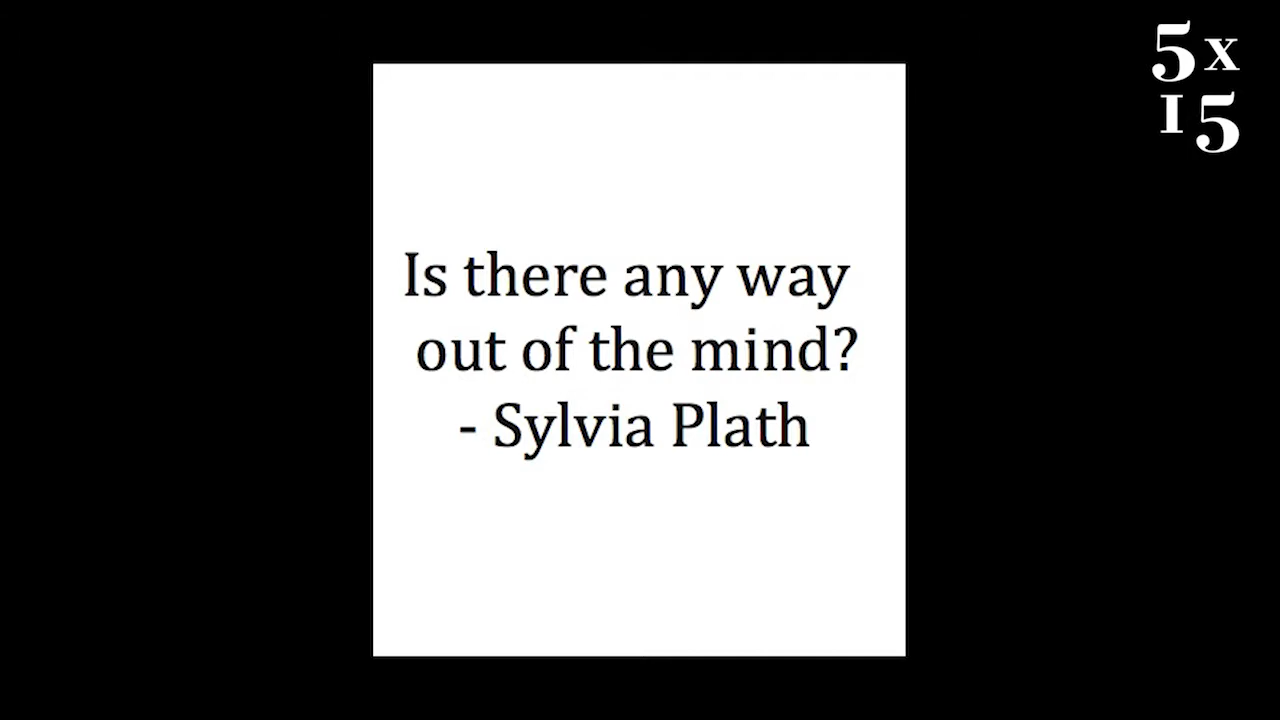 5x
15
Is there any way
out of the mind?
- Sylvia Plath